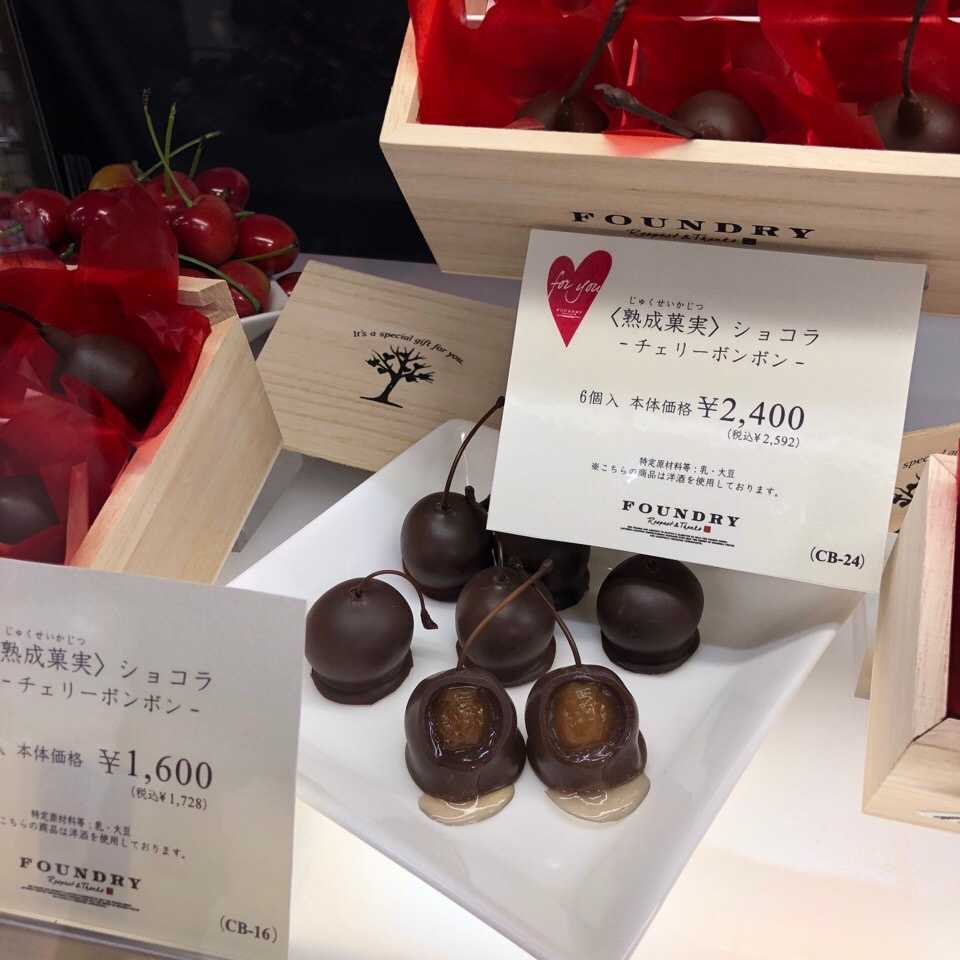 FOUNDRY
Respect & Thanks
It's a special gift for you.
for you
FOUNDRY
じゅくせいかじつ
〈熟成菓実〉ショコラ
-チェリーボンボン-
6個入 本体価格 ¥2,400
(税込¥2,592)
特定原材料等:乳・大豆
※こちらの商品は洋酒を使用しております。
FOUNDRY
Respect & Thanks
(CB-24)
じゅくせいかじつ
熟成菓実〉ショコラ
-チェリーボンボン-
入 本体価格 ¥1,600
(税込¥1,728)
特定原材料等:乳・大豆
こちらの商品は洋酒を使用しております。
FOUNDRY
Respect & Thanks
(CB-16)